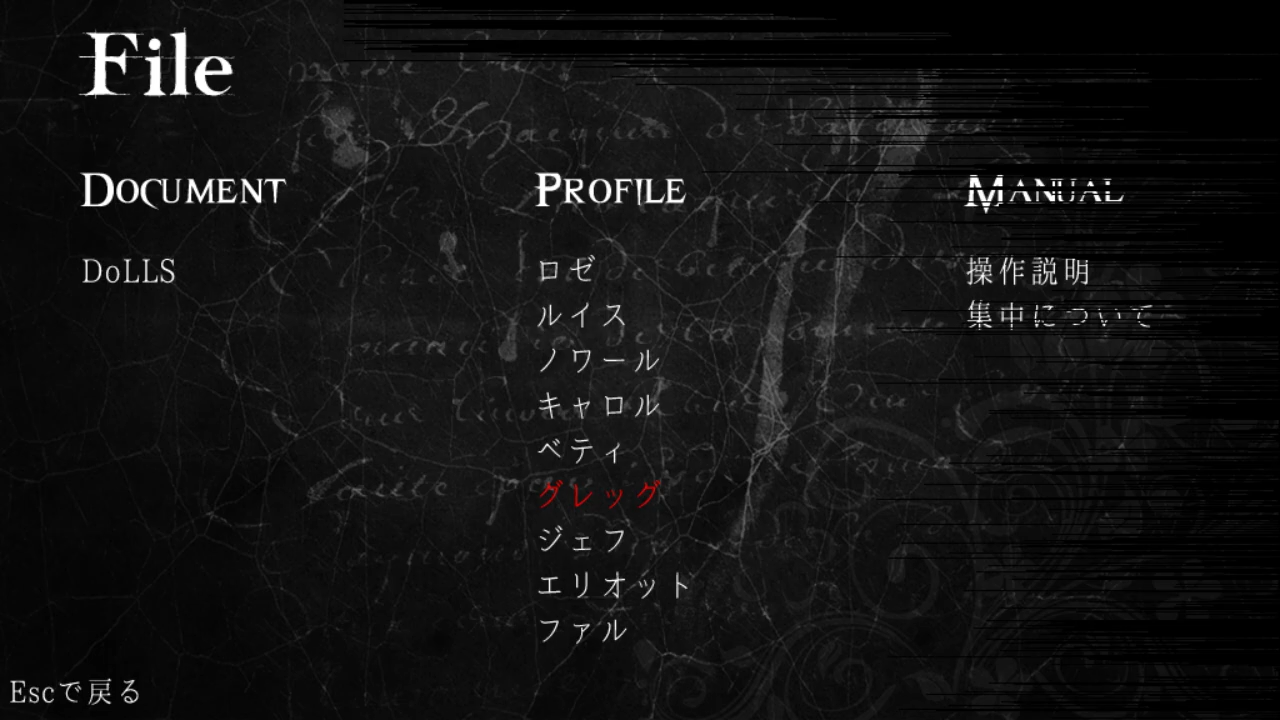 File
DOCUMENT
DoLLS
PROFILE
ロゼ
ルイス
ノワール
キャロル
ベティ
グレッグ
ジェフ
エリオット
ファル
MANUAL
操作説明
集中について
Escで戻る